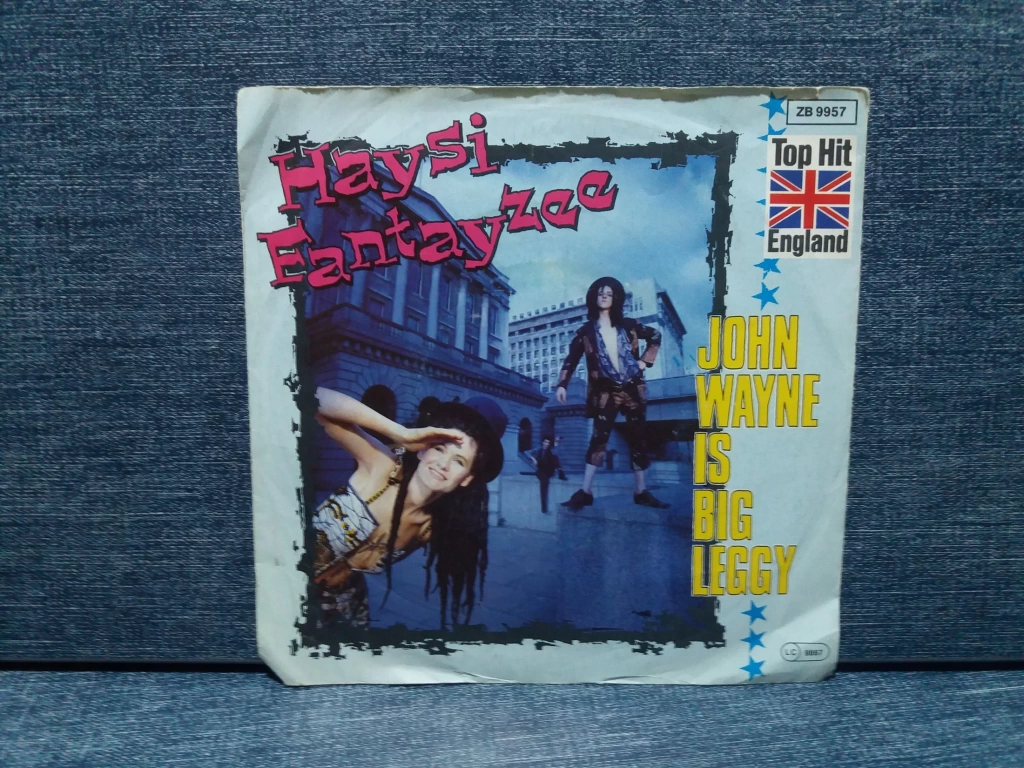 Haysi
Fantayzee
ZB 9957
Top Hit
England
JOHN
WAYNE
IS
BIG
LEGGY
LC